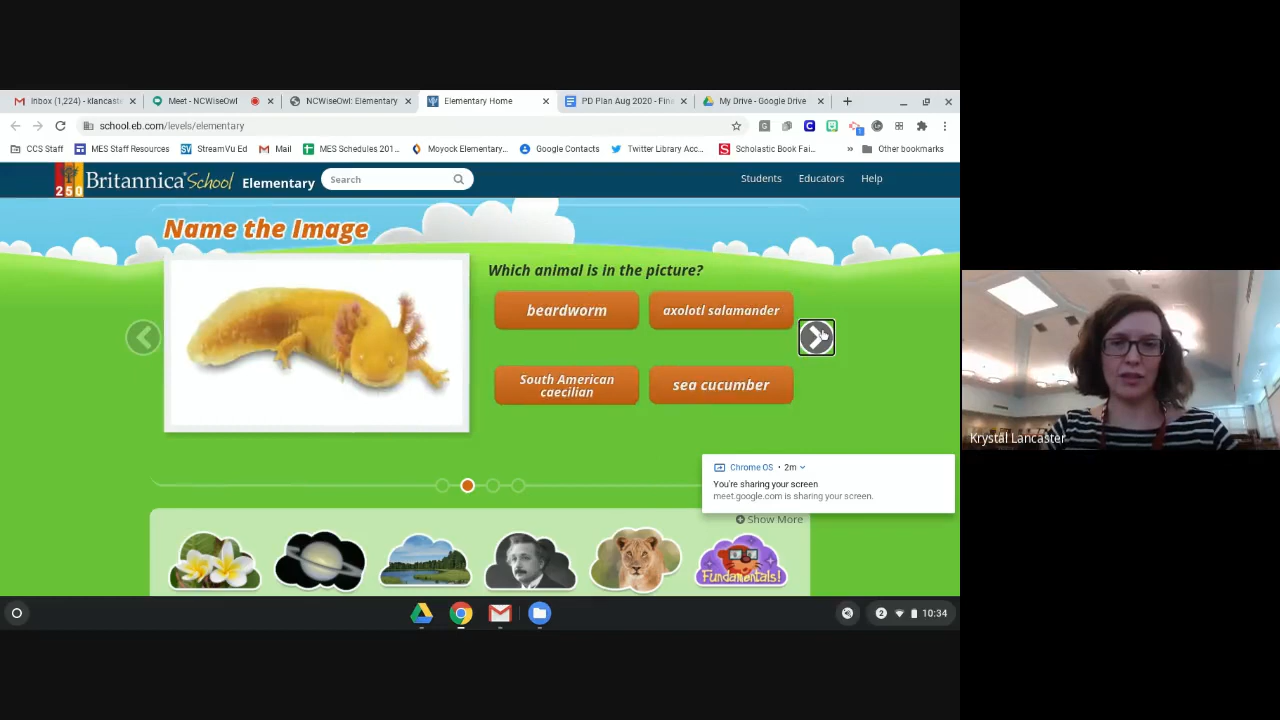 Inbox (1,224) - klancaste
Meet - NCWiseOwl
NCWiseOwl: Elementary
Elementary Home
PD Plan Aug 2020 - Fina
My Drive - Google Drive
school.eb.com/levels/elementary
CCS Staff
MES Staff Resources
StreamVu Ed
Mail
MES Schedules 201...
Moyock Elementary...
Google Contacts
Twitter Library Acc...
Scholastic Book Fai...
Other bookmarks
250
Britannica School Elementary
Search
Students
Educators
Help
Name the Image
Which animal is in the picture?
beardworm
axolotl salamander
South American
caecilian
sea cucumber
Krystal Lancaster
Chrome OS • 2m
You're sharing your screen
meet.google.com is sharing your screen.
Show More
Fundamentals!
2
10:34